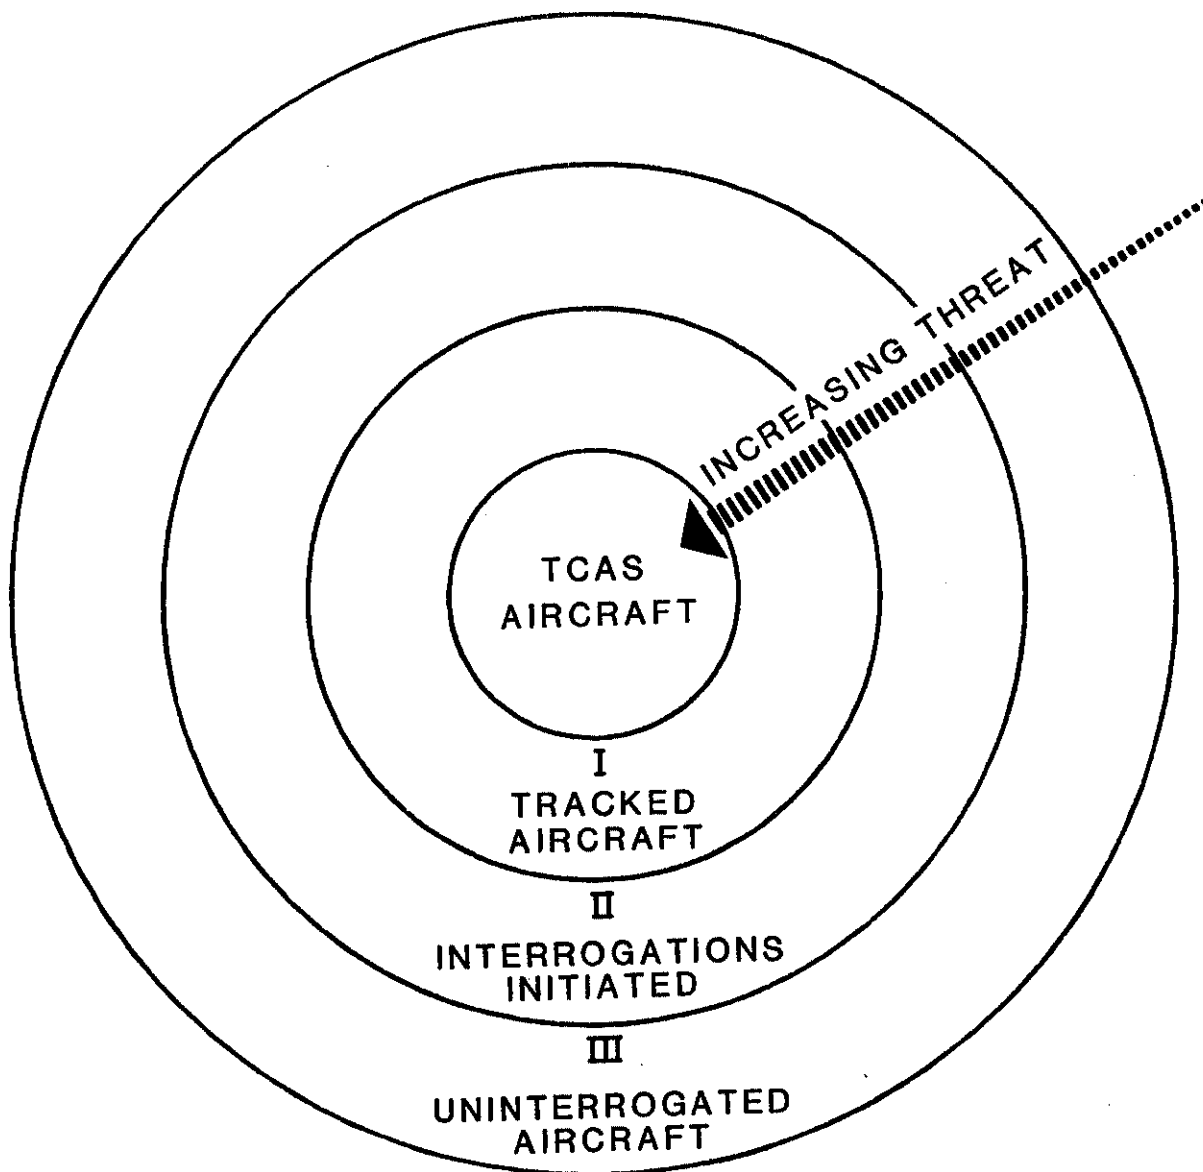 INCREASING THREAT
TCAS
AIRCRAFT
I
TRACKED
AIRCRAFT
II
INTERROGATIONS
INITIATED
III
UNINTERROGATED
AIRCRAFT